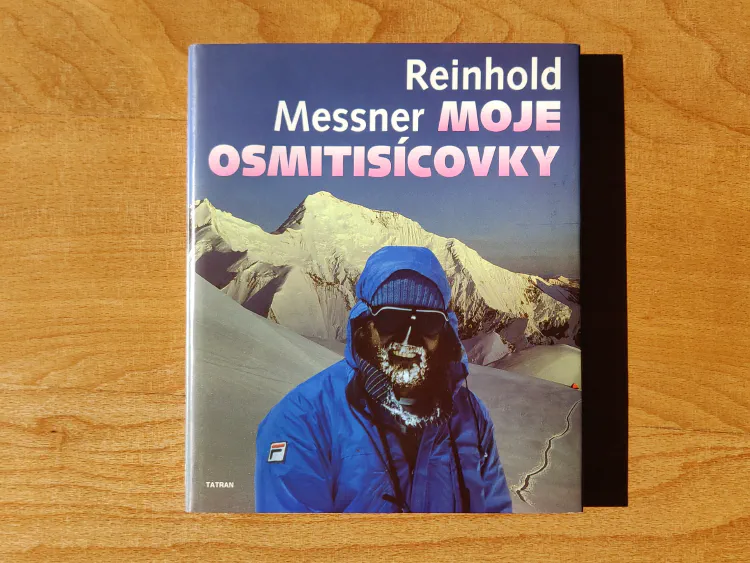 Reinhold
Messner MOJE
OSMITISÍCOVKY
TATRAN